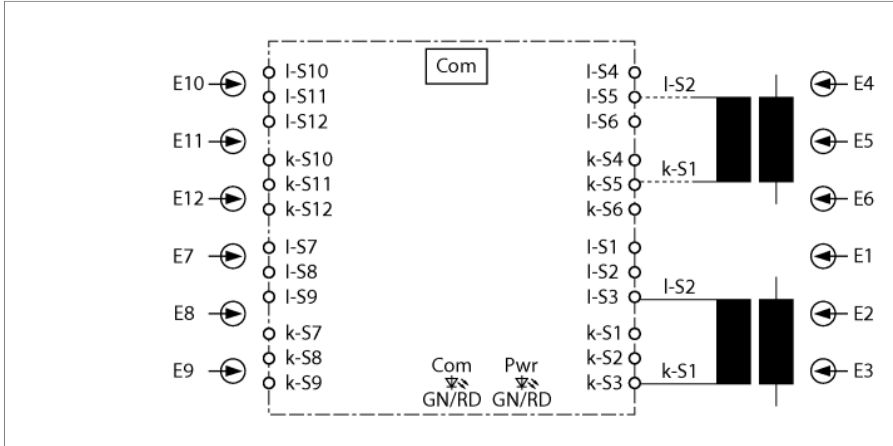 Com
E10
l-S10
l-S11
l-S12
E11
k-S10
k-S11
k-S12
E12
E7
l-S7
l-S8
l-S9
E8
k-S7
k-S8
k-S9
E9
Com
GN/RD
Pwr
GN/RD
l-S4
l-S5
l-S6
k-S4
k-S5
k-S6
l-S1
l-S2
l-S3
k-S1
k-S2
k-S3
l-S2
k-S1
l-S2
k-S1
E4
E5
E6
E1
E2
E3